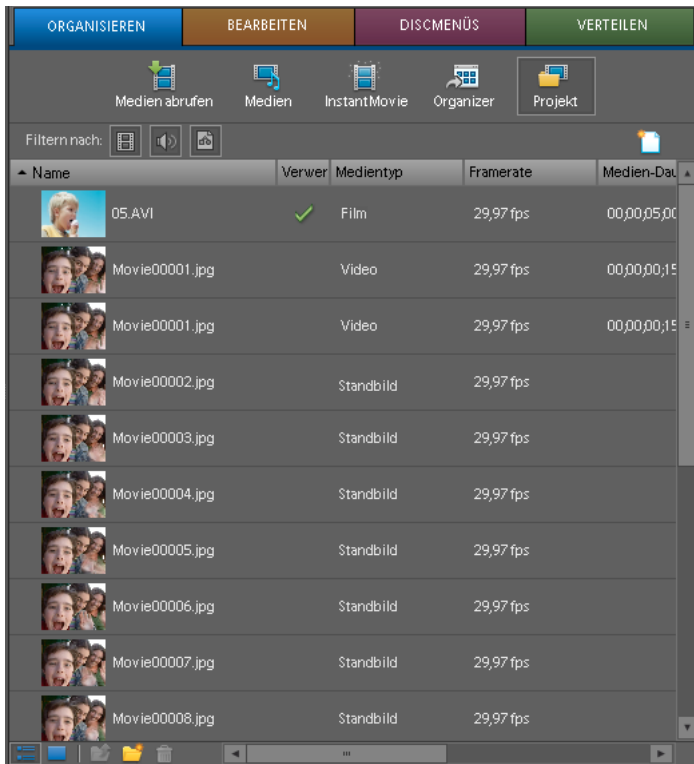 ORGANISIEREN BEARBEITEN DISCMENÜS VERTEILEN
Medien abrufen Medien InstantMovie Organizer Projekt
Filtern nach:
Name Verwer Medientyp Framerate Medien-Dau
05.AVI Film 29,97 fps 00;00;05;00
Movie00001.jpg Video 29,97 fps 00;00;00;15
Movie00001.jpg Video 29,97 fps 00;00;00;15
Movie00002.jpg Standbild 29,97 fps
Movie00003.jpg Standbild 29,97 fps
Movie00004.jpg Standbild 29,97 fps
Movie00005.jpg Standbild 29,97 fps
Movie00006.jpg Standbild 29,97 fps
Movie00007.jpg Standbild 29,97 fps
Movie00008.jpg Standbild 29,97 fps